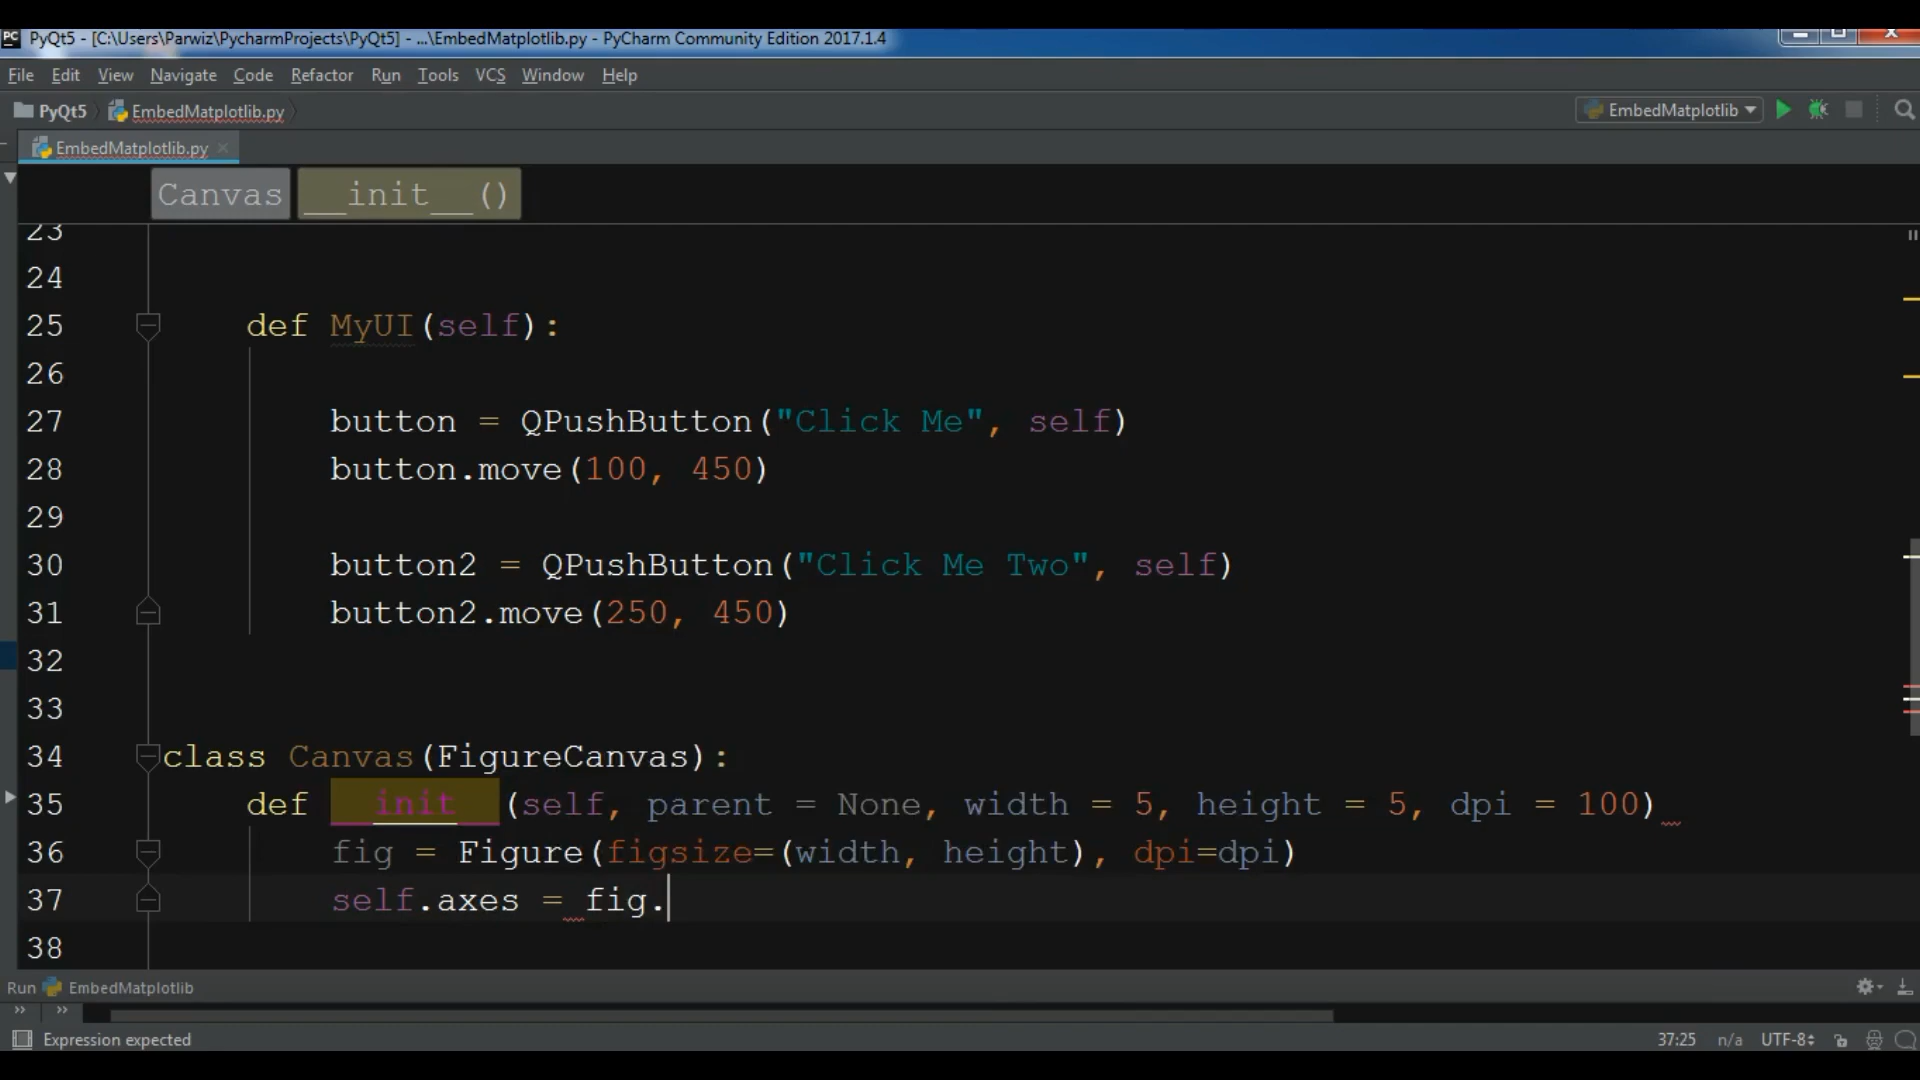 PC PyQt5 - [C:\Users\Parwiz\PycharmProjects\PyQt5] - ...\EmbedMatplotlib.py - PyCharm Community Edition 2017.1.4
File Edit View Navigate Code Refactor Run Tools VCS Window Help
PyQt5 EmbedMatplotlib.py EmbedMatplotlib
EmbedMatplotlib.py
Canvas __init__()
23
24
25 def MyUI(self):
26
27 button = QPushButton("Click Me", self)
28 button.move(100, 450)
29
30 button2 = QPushButton("Click Me Two", self)
31 button2.move(250, 450)
32
33
34 class Canvas(FigureCanvas):
35 def __init__(self, parent = None, width = 5, height = 5, dpi = 100)
36 fig = Figure(figsize=(width, height), dpi=dpi)
37 self.axes = fig.
38
Run EmbedMatplotlib
Expression expected 37:25 n/a UTF-8